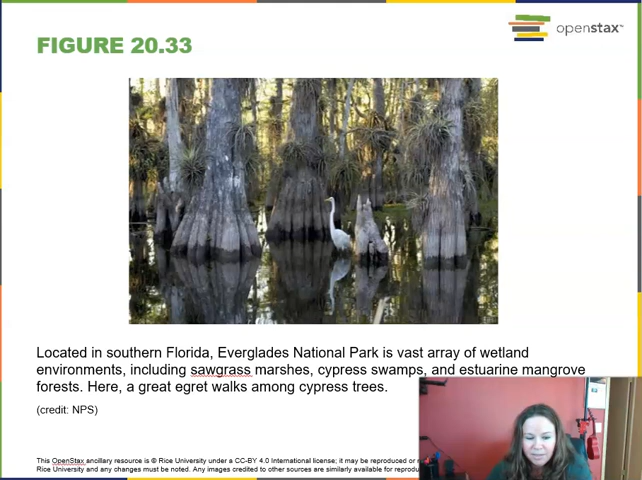 FIGURE 20.33
openstax™
Located in southern Florida, Everglades National Park is vast array of wetland
environments, including sawgrass marshes, cypress swamps, and estuarine mangrove
forests. Here, a great egret walks among cypress trees.
(credit: NPS)
This OpenStax ancillary resource is © Rice University under a CC-BY 4.0 International license; it may be reproduced or
Rice University and any changes must be noted. Any images credited to other sources are similarly available for